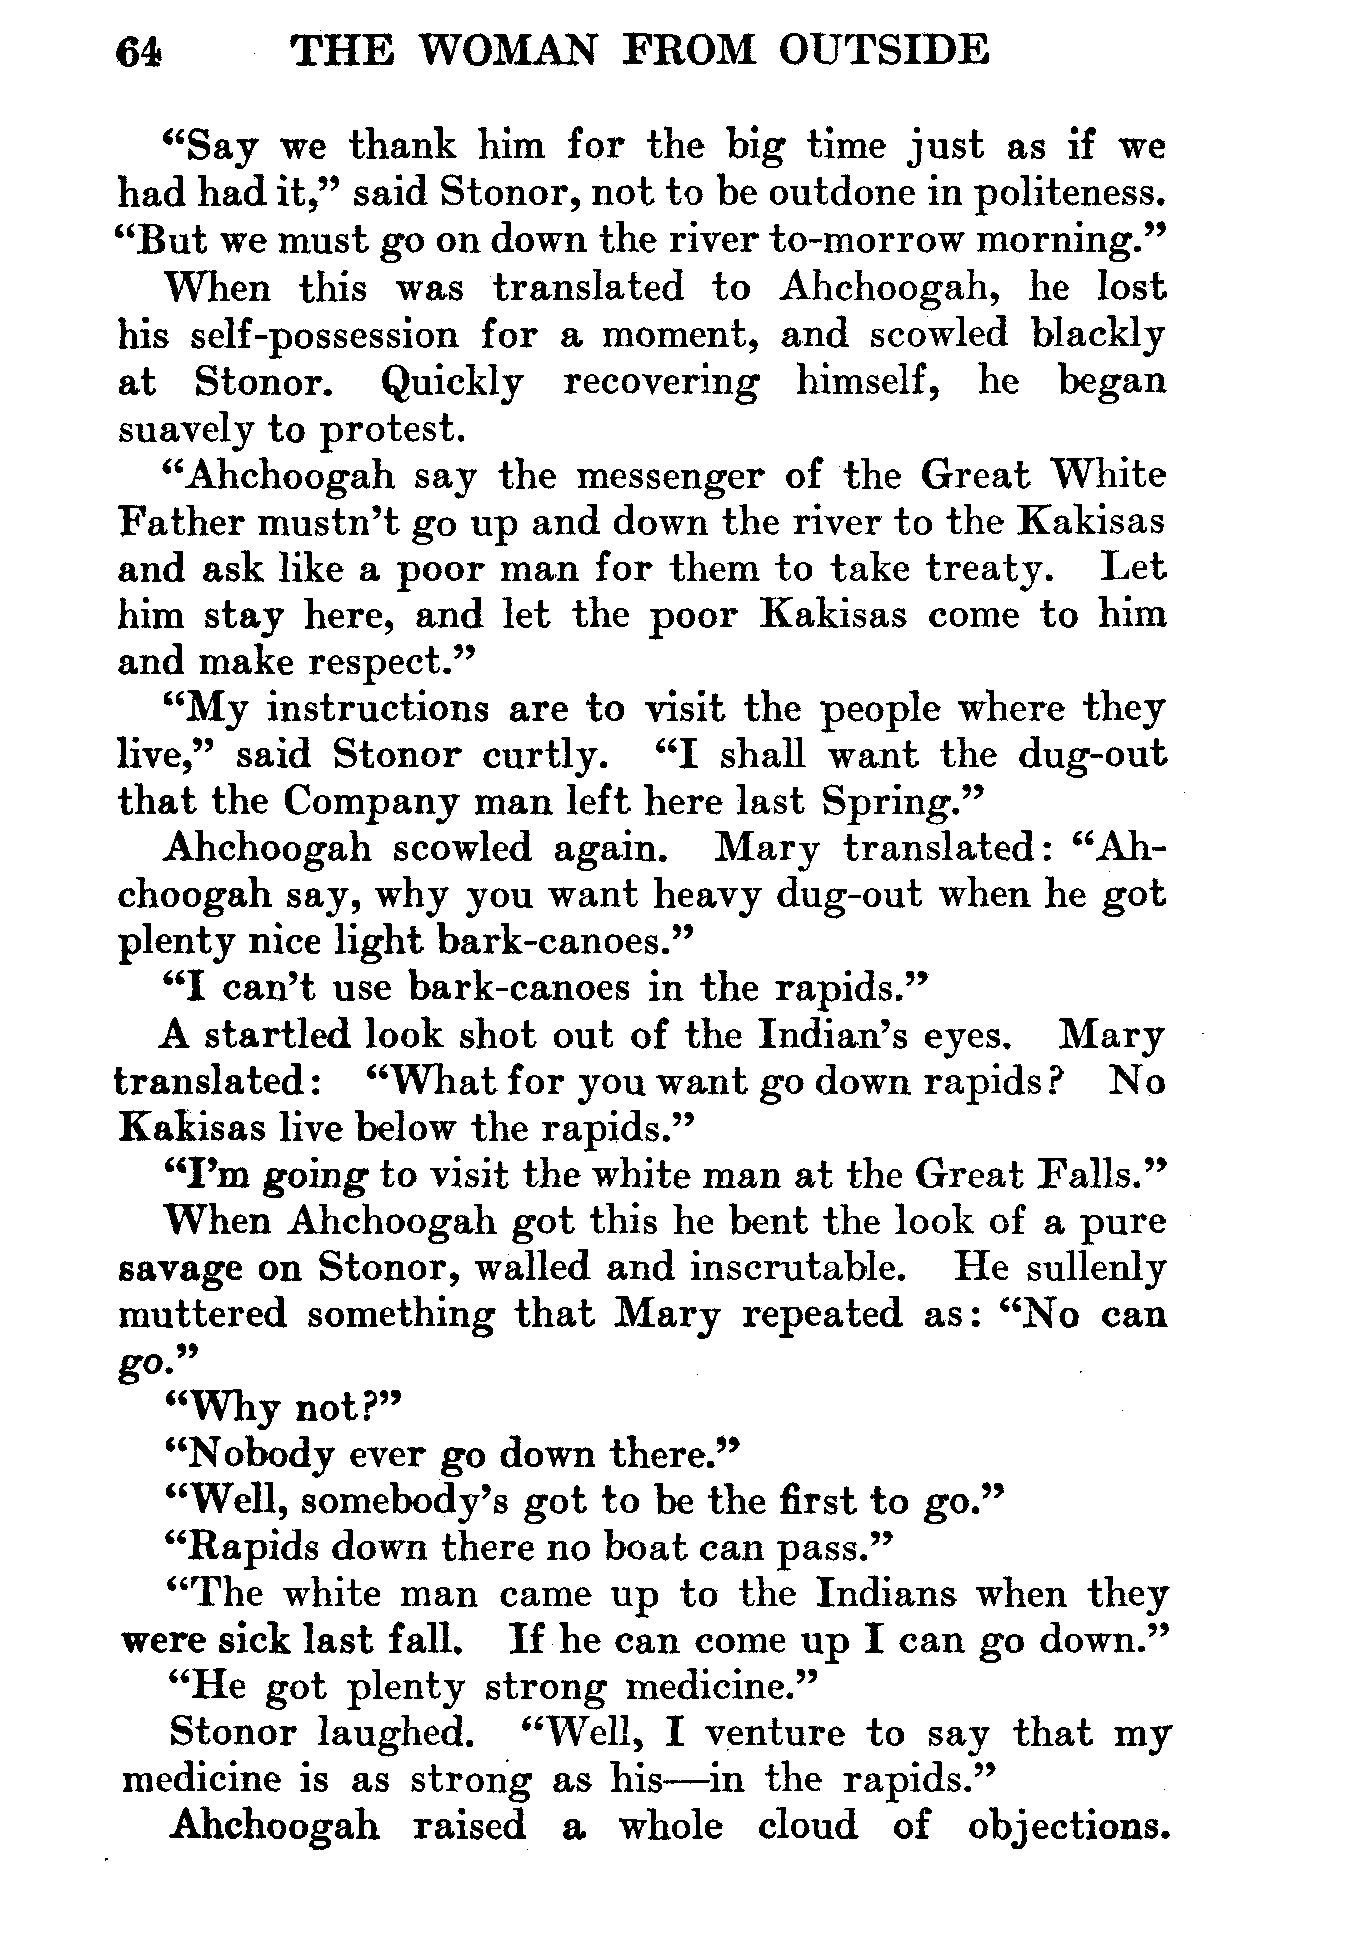 64 THE WOMAN FROM OUTSIDE
“Say we thank him for the big time just as if we
had had it,” said Stonor, not to be outdone in politeness.
“But we must go on down the river to-morrow morning.”
When this was translated to Ahchoogah, he lost
his self-possession for a moment, and scowled blackly
at Stonor. Quickly recovering himself, he began
suavely to protest.
“Ahchoogah say the messenger of the Great White
Father mustn’t go up and down the river to the Kakisas
and ask like a poor man for them to take treaty. Let
him stay here, and let the poor Kakisas come to him
and make respect.”
“My instructions are to visit the people where they
live,” said Stonor curtly. “I shall want the dug-out
that the Company man left here last Spring.”
Ahchoogah scowled again. Mary translated: “Ah-
choogah say, why you want heavy dug-out when he got
plenty nice light bark-canoes.”
“I can’t use bark-canoes in the rapids.”
A startled look shot out of the Indian’s eyes. Mary
translated: “What for you want go down rapids? No
Kakisas live below the rapids.”
“I’m going to visit the white man at the Great Falls.”
When Ahchoogah got this he bent the look of a pure
savage on Stonor, walled and inscrutable. He sullenly
muttered something that Mary repeated as: “No can
go.”
“Why not?”
“Nobody ever go down there.”
“Well, somebody’s got to be the first to go.”
“Rapids down there no boat can pass.”
“The white man came up to the Indians when they
were sick last fall. If he can come up I can go down.”
“He got plenty strong medicine.”
Stonor laughed. “Well, I venture to say that my
medicine is as strong as his—in the rapids.”
Ahchoogah raised a whole cloud of objections.